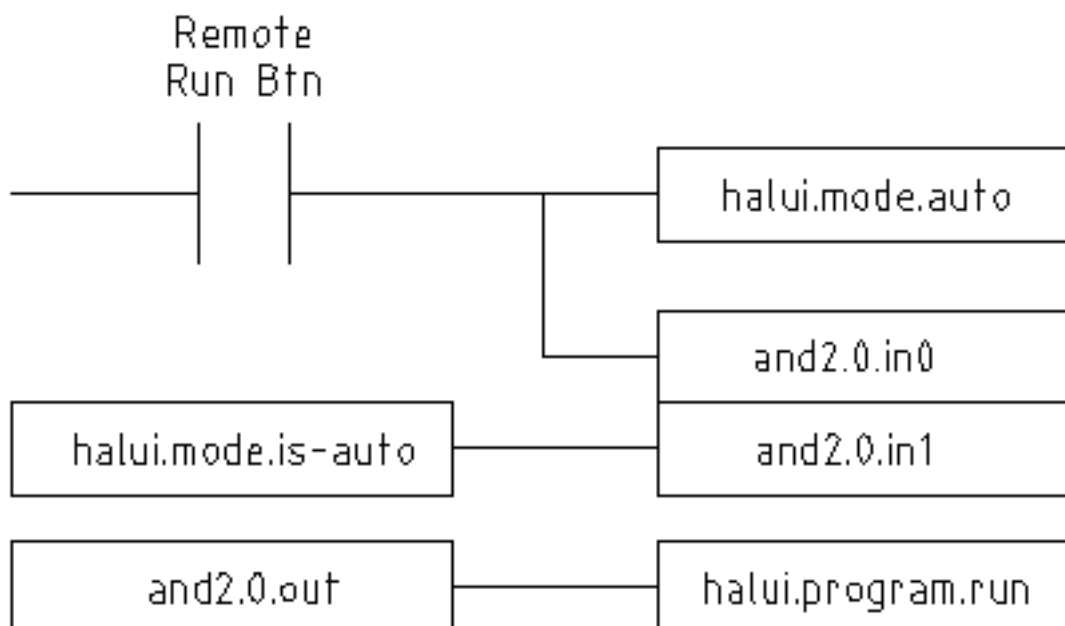 Remote
Run Btn
halui.mode.auto
and2.0.in0
halui.mode.is-auto
and2.0.in1
and2.0.out
halui.program.run